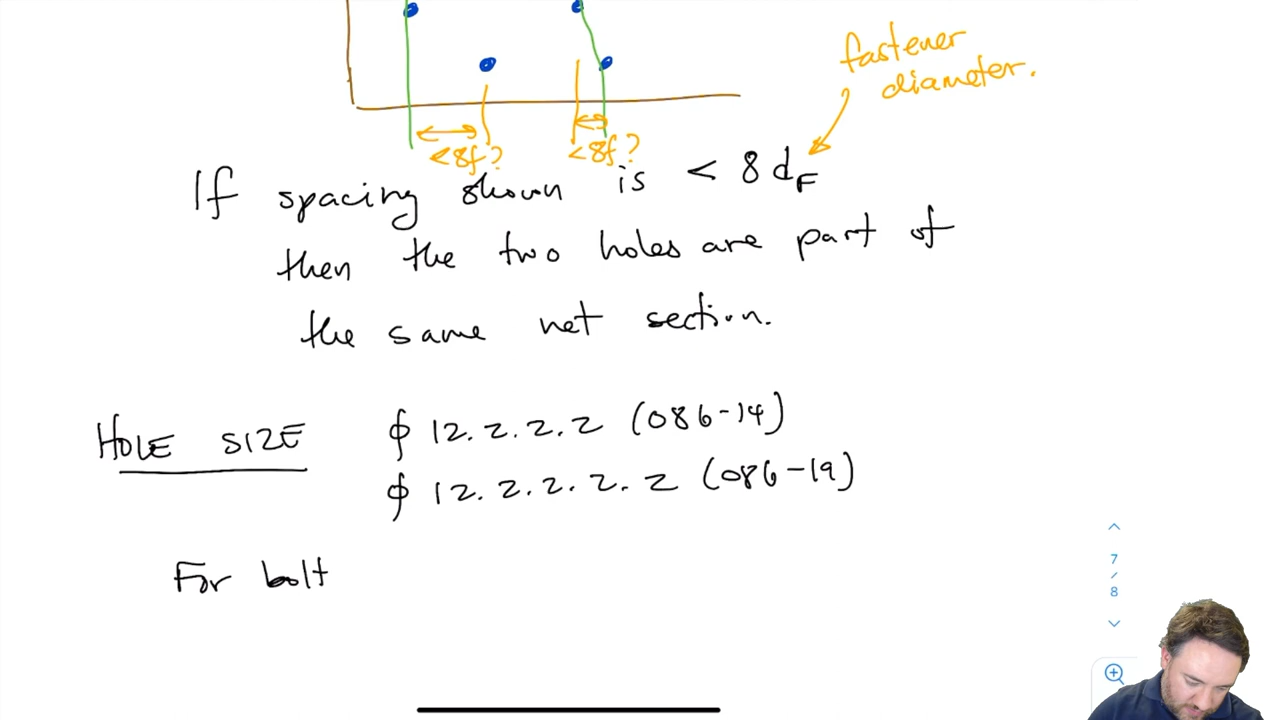 fastener
diameter.
<8f? <8f?
If spacing shown is < 8 dF
then the two holes are part of
the same net section.
HOLE SIZE ⌽ 12.2.2.2 (086-14)
⌽ 12.2.2.2.2 (086-19)
For bolt
7
/
8